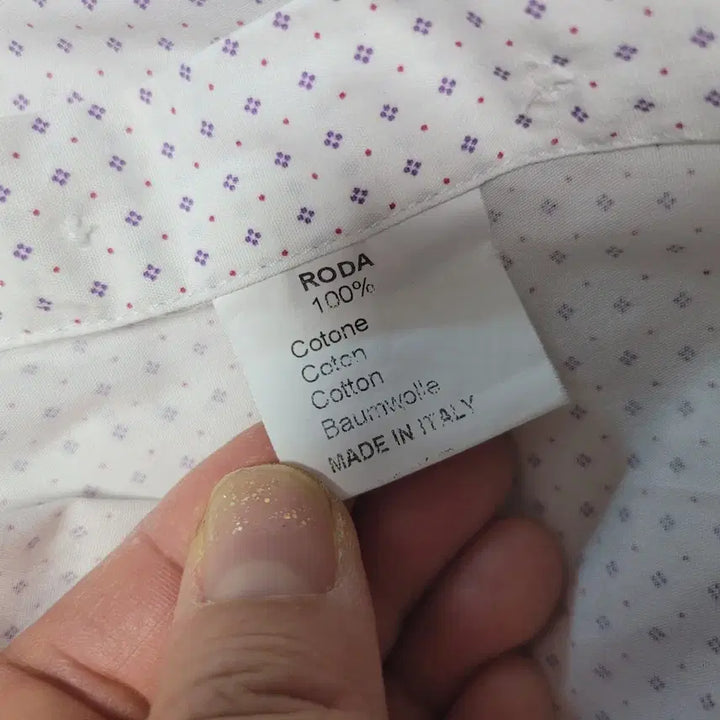 RODA
100%
Cotone
Coton
Cotton
Baumwolle
MADE IN ITALY